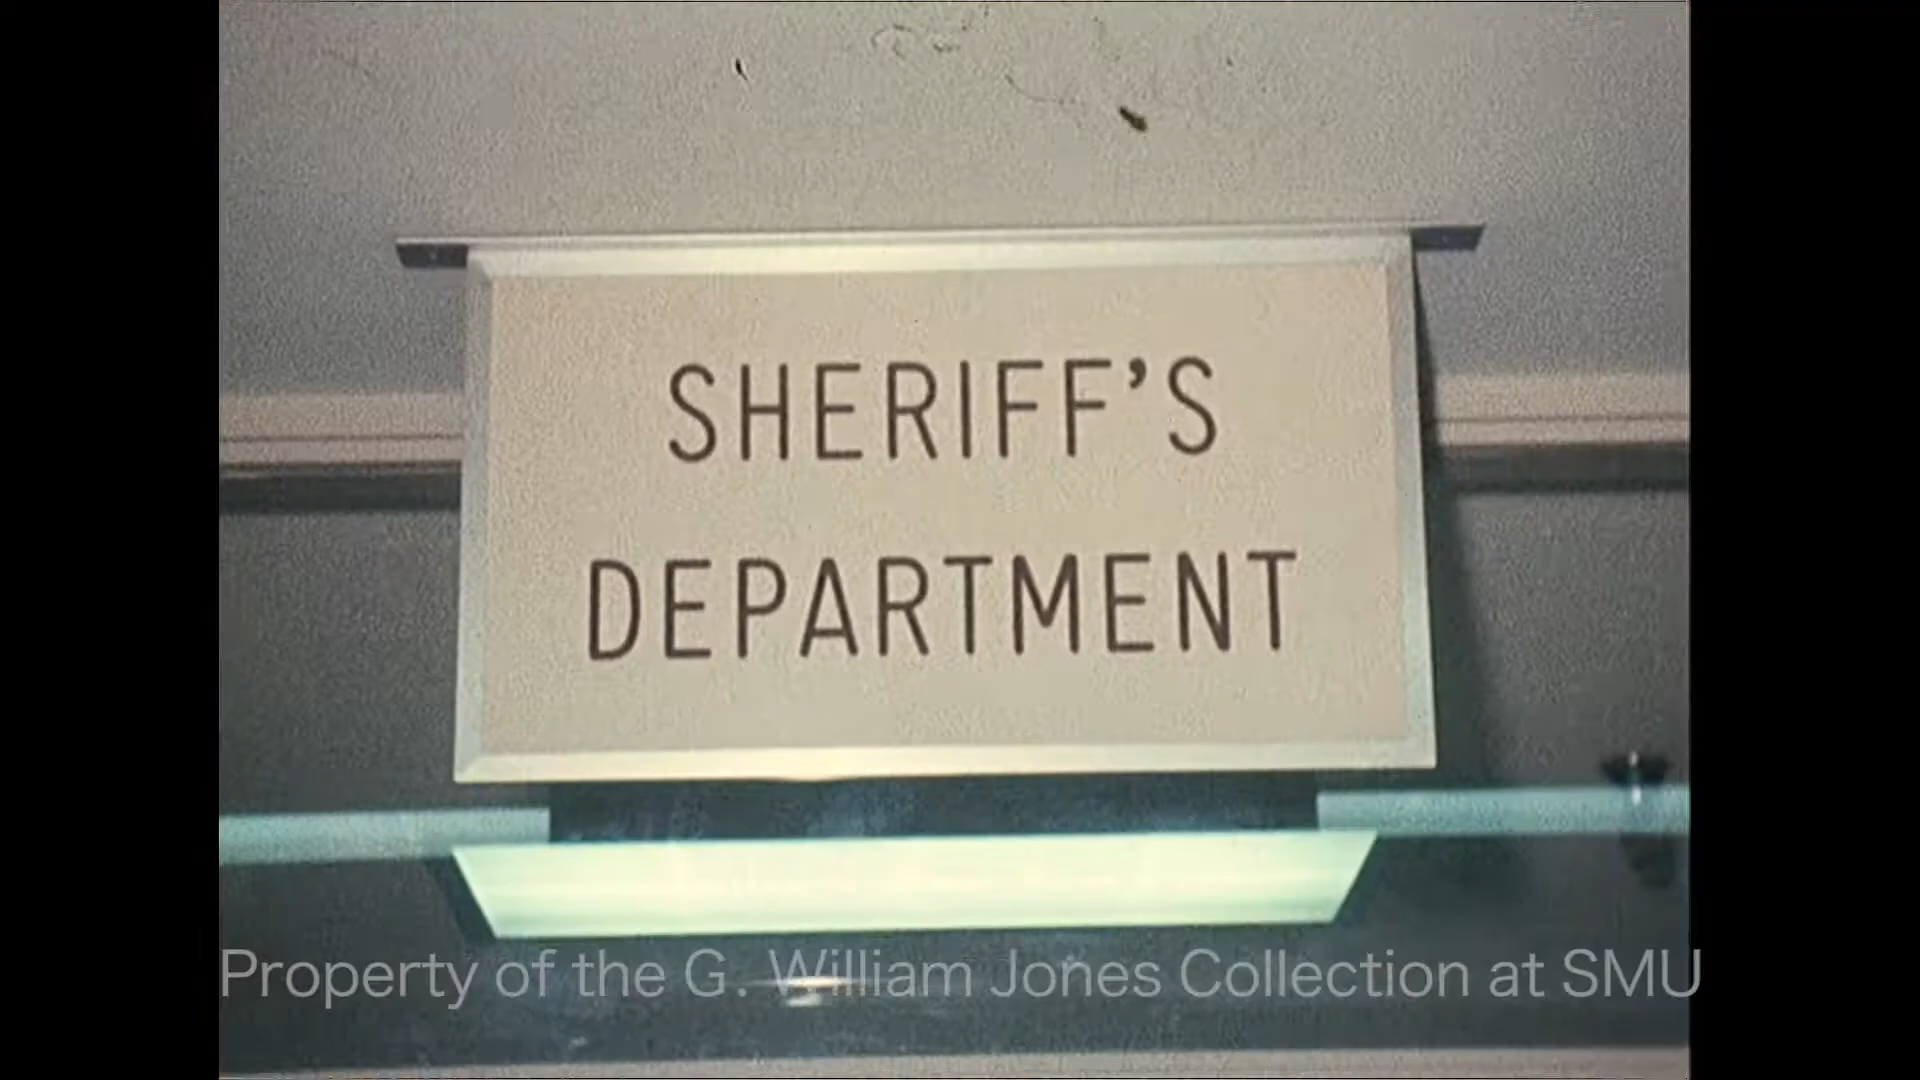 SHERIFF'S
DEPARTMENT
Property of the G. William Jones Collection at SMU